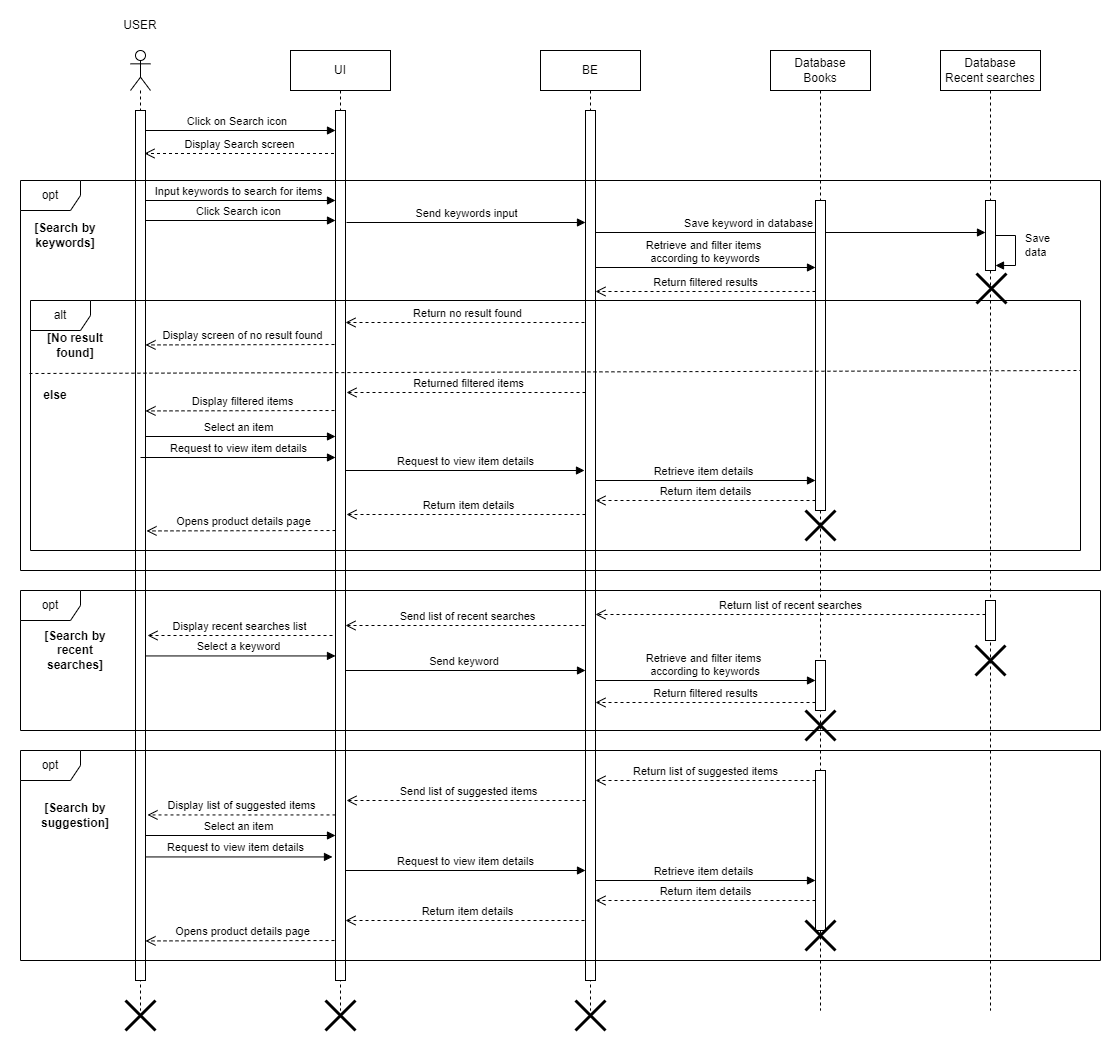 USER
UI
BE
Database
Books
Database
Recent searches
Click on Search icon
Display Search screen
opt
[Search by
keywords]
Input keywords to search for items
Click Search icon
Send keywords input
Save keyword in database
Save
data
Retrieve and filter items
according to keywords
Return filtered results
alt
[No result
found]
Return no result found
Display screen of no result found
else
Returned filtered items
Display filtered items
Select an item
Request to view item details
Request to view item details
Retrieve item details
Return item details
Return item details
Opens product details page
opt
[Search by
recent
searches]
Return list of recent searches
Send list of recent searches
Display recent searches list
Select a keyword
Send keyword
Retrieve and filter items
according to keywords
Return filtered results
opt
[Search by
suggestion]
Return list of suggested items
Send list of suggested items
Display list of suggested items
Select an item
Request to view item details
Request to view item details
Retrieve item details
Return item details
Return item details
Opens product details page